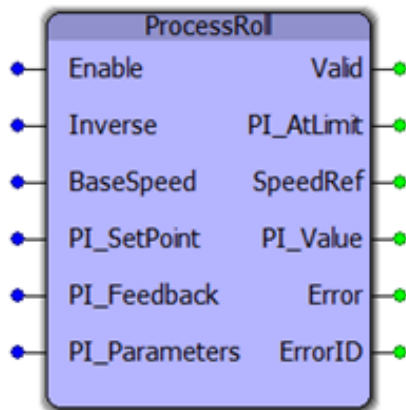 ProcessRoll
Enable Valid
Inverse PI_AtLimit
BaseSpeed SpeedRef
PI_SetPoint PI_Value
PI_Feedback Error
PI_Parameters ErrorID